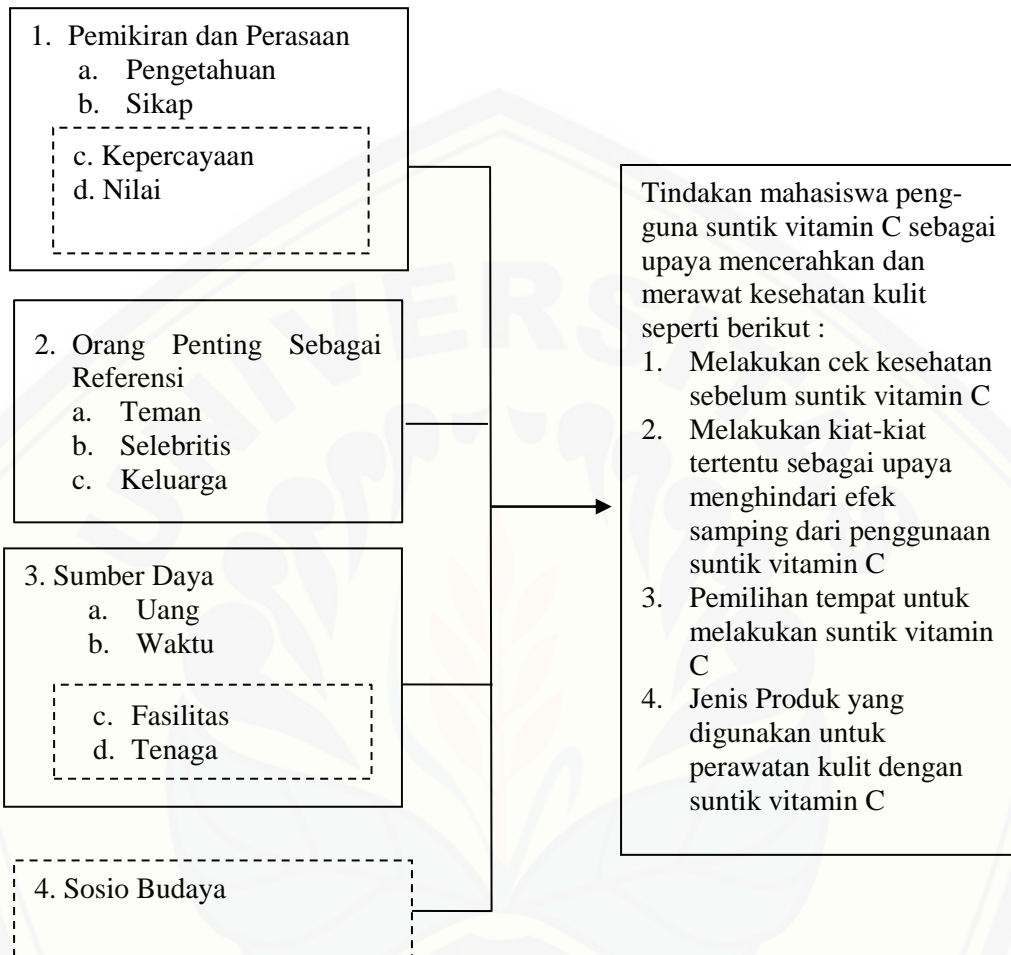 1. Pemikiran dan Perasaan
a. Pengetahuan
b. Sikap
c. Kepercayaan
d. Nilai
2. Orang Penting Sebagai
Referensi
a. Teman
b. Selebritis
c. Keluarga
3. Sumber Daya
a. Uang
b. Waktu
c. Fasilitas
d. Tenaga
4. Sosio Budaya
Tindakan mahasiswa peng-
guna suntik vitamin C sebagai
upaya mencerahkan dan
merawat kesehatan kulit
seperti berikut :
1. Melakukan cek kesehatan
sebelum suntik vitamin C
2. Melakukan kiat-kiat
tertentu sebagai upaya
menghindari efek
samping dari penggunaan
suntik vitamin C
3. Pemilihan tempat untuk
melakukan suntik vitamin
C
4. Jenis Produk yang
digunakan untuk
perawatan kulit dengan
suntik vitamin C
UNIVERSITA